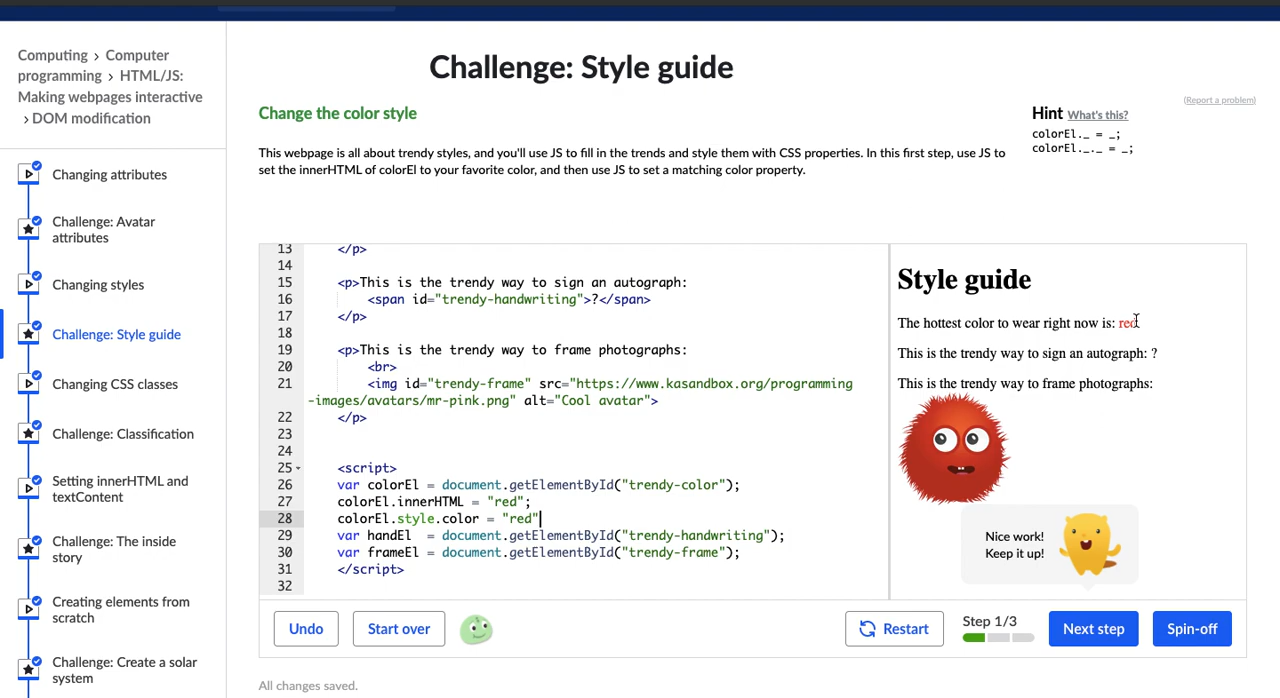 Computing › Computer
programming › HTML/JS:
Making webpages interactive
› DOM modification
Changing attributes
Challenge: Avatar
attributes
Changing styles
Challenge: Style guide
Changing CSS classes
Challenge: Classification
Setting innerHTML and
textContent
Challenge: The inside
story
Creating elements from
scratch
Challenge: Create a solar
system
Challenge: Style guide
Change the color style
This webpage is all about trendy styles, and you'll use JS to fill in the trends and style them with CSS properties. In this first step, use JS to
set the innerHTML of colorEl to your favorite color, and then use JS to set a matching color property.
(Report a problem)
Hint What's this?
colorEl._ = _;
colorEl._._ = _;
13 </p>
14
15 <p>This is the trendy way to sign an autograph:
16 <span id="trendy-handwriting">?</span>
17 </p>
18
19 <p>This is the trendy way to frame photographs:
20 <br>
21 <img id="trendy-frame" src="https://www.kasandbox.org/programming
-images/avatars/mr-pink.png" alt="Cool avatar">
22 </p>
23
24
25 <script>
26 var colorEl = document.getElementById("trendy-color");
27 colorEl.innerHTML = "red";
28 colorEl.style.color = "red"
29 var handEl  = document.getElementById("trendy-handwriting");
30 var frameEl = document.getElementById("trendy-frame");
31 </script>
32
Style guide
The hottest color to wear right now is: red
This is the trendy way to sign an autograph: ?
This is the trendy way to frame photographs:
Nice work!
Keep it up!
Undo
Start over
Restart
Step 1/3
Next step
Spin-off
All changes saved.